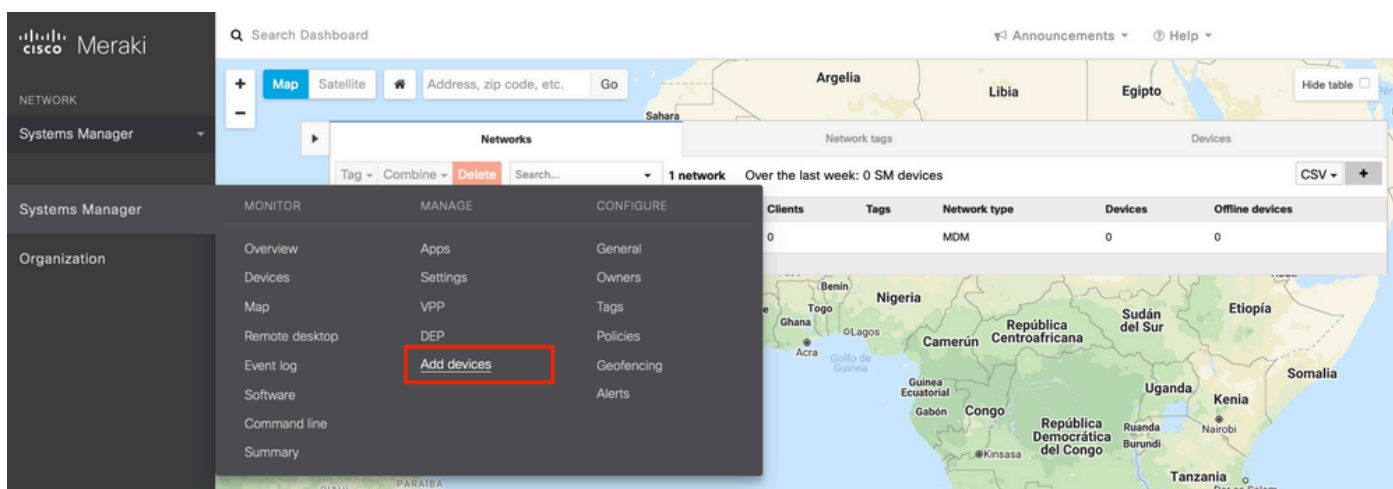 cisco Meraki
Search Dashboard
Announcements
Help
NETWORK
Systems Manager
Systems Manager
Organization
+
−
Map
Satellite
Address, zip code, etc.
Go
Hide table
Networks
Network tags
Devices
Tag
Combine
Delete
Search...
1 network
Over the last week: 0 SM devices
CSV
+
Clients
Tags
Network type
Devices
Offline devices
0
MDM
0
0
MONITOR
Overview
Devices
Map
Remote desktop
Event log
Software
Command line
Summary
MANAGE
Apps
Settings
VPP
DEP
Add devices
CONFIGURE
General
Owners
Tags
Policies
Geofencing
Alerts
Argelia
Libia
Egipto
Sahara
Benín
Togo
Ghana
Acra
Nigeria
Lagos
Golfo de
Guinea
Camerún
República
Centroafricana
Sudán
del Sur
Etiopía
Somalia
Guinea
Ecuatorial
Gabón
Congo
República
Democrática
del Congo
Kinsasa
Uganda
Ruanda
Burundi
Kenia
Nairobi
Tanzania
PARAÍBA
PIAUÍ